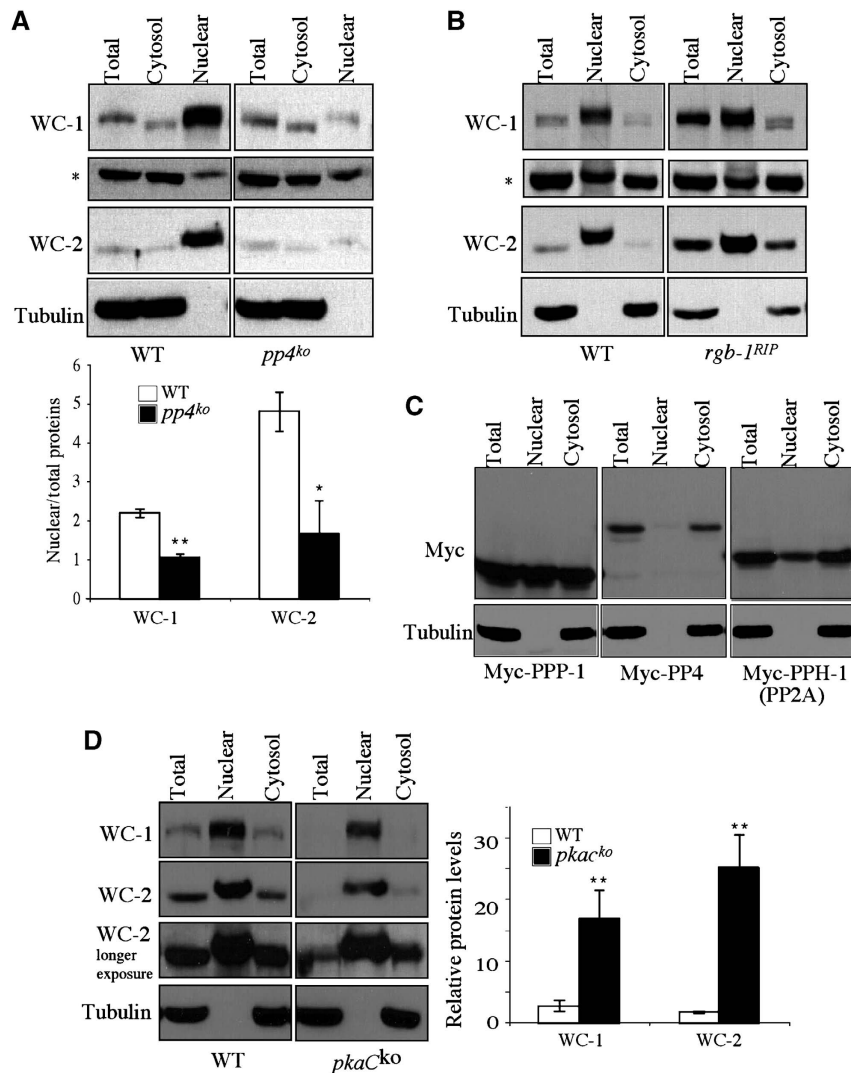 A
Total Cytosol Nuclear Total Cytosol Nuclear
WC-1
*
WC-2
Tubulin
WT pp4ko
Nuclear/total proteins
6
5
4
3
2
1
0
WT
pp4ko
**
*
WC-1 WC-2
B
Total Nuclear Cytosol Total Nuclear Cytosol
WC-1
*
WC-2
Tubulin
WT rgb-1RIP
C
Total Nuclear Cytosol Total Nuclear Cytosol Total Nuclear Cytosol
Myc
Tubulin
Myc-PPP-1 Myc-PP4 Myc-PPH-1
(PP2A)
D
Total Nuclear Cytosol Total Nuclear Cytosol
WC-1
WC-2
WC-2
longer
exposure
Tubulin
WT pkaCko
Relative protein levels
30
20
10
0
WT
pkacko
**
**
WC-1 WC-2